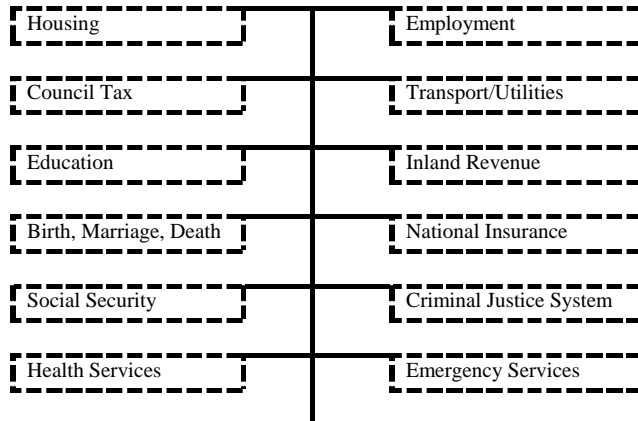 Housing
Employment
Council Tax
Transport/Utilities
Education
Inland Revenue
Birth, Marriage, Death
National Insurance
Social Security
Criminal Justice System
Health Services
Emergency Services